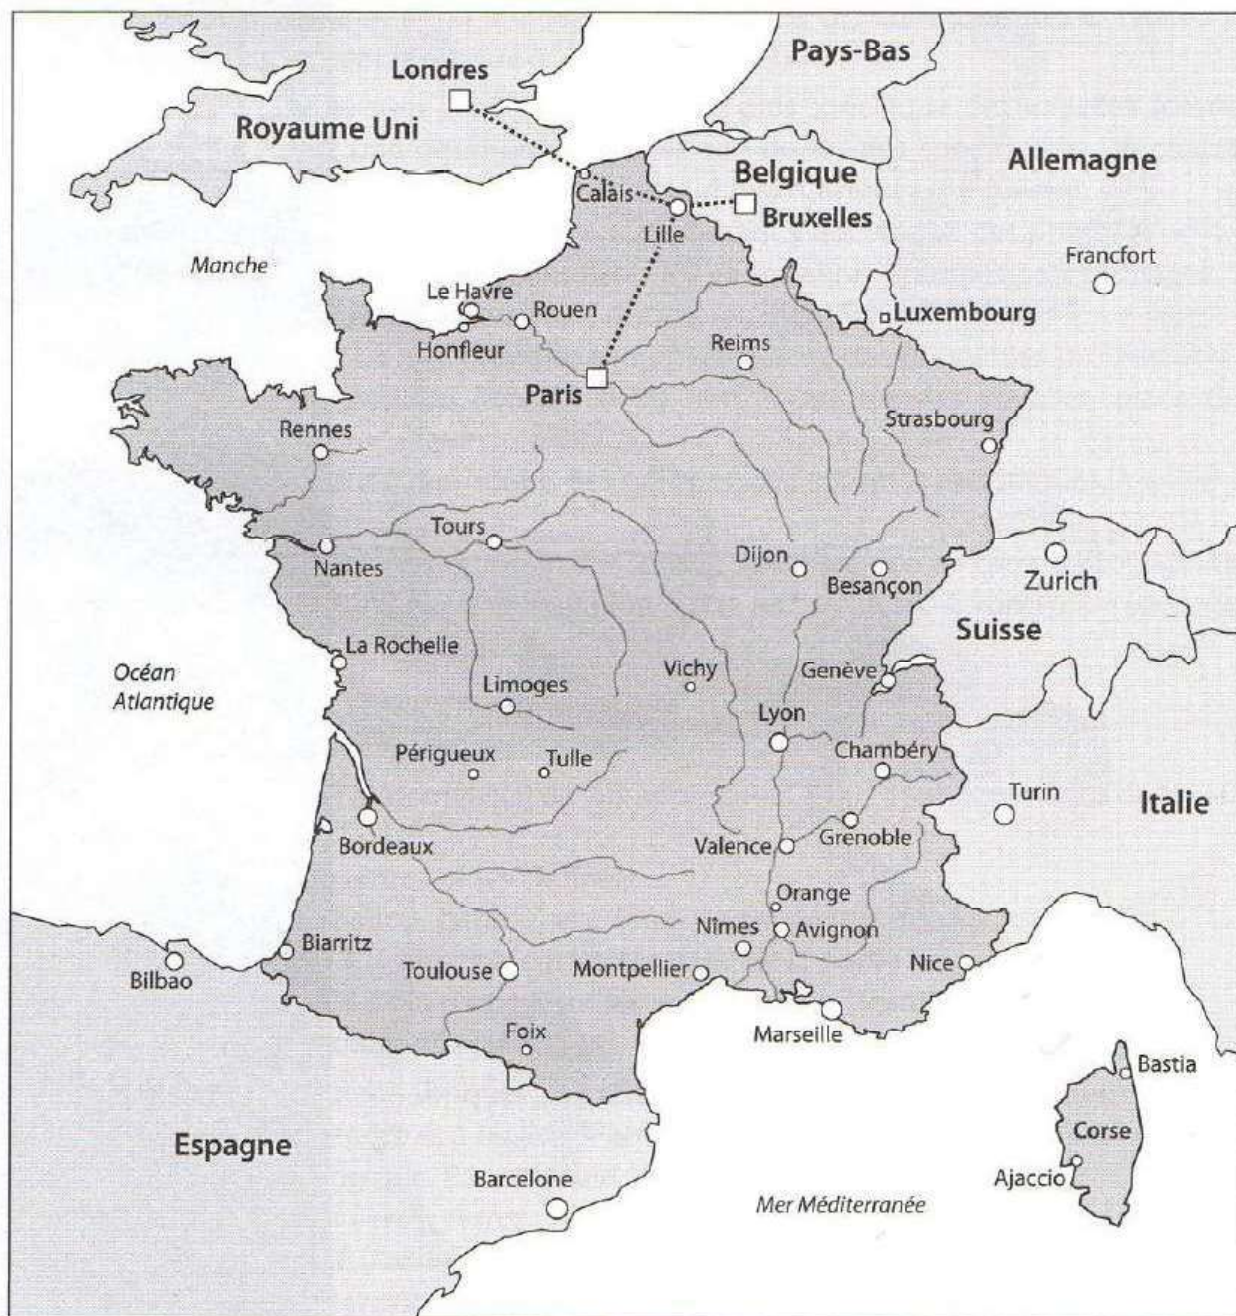 Pays-Bas
Londres
Royaume Uni
Allemagne
Belgique
Calais
Bruxelles
Lille
Francfort
Manche
Le Havre
Rouen
Luxembourg
Honfleur
Reims
Paris
Strasbourg
Rennes
Tours
Dijon
Nantes
Besançon
Zurich
Suisse
La Rochelle
Océan
Atlantique
Vichy
Genève
Limoges
Lyon
Périgueux
Tulle
Chambéry
Turin
Italie
Bordeaux
Valence
Grenoble
Orange
Nîmes
Avignon
Biarritz
Bilbao
Toulouse
Montpellier
Nice
Foix
Marseille
Bastia
Corse
Espagne
Barcelone
Ajaccio
Mer Méditerranée